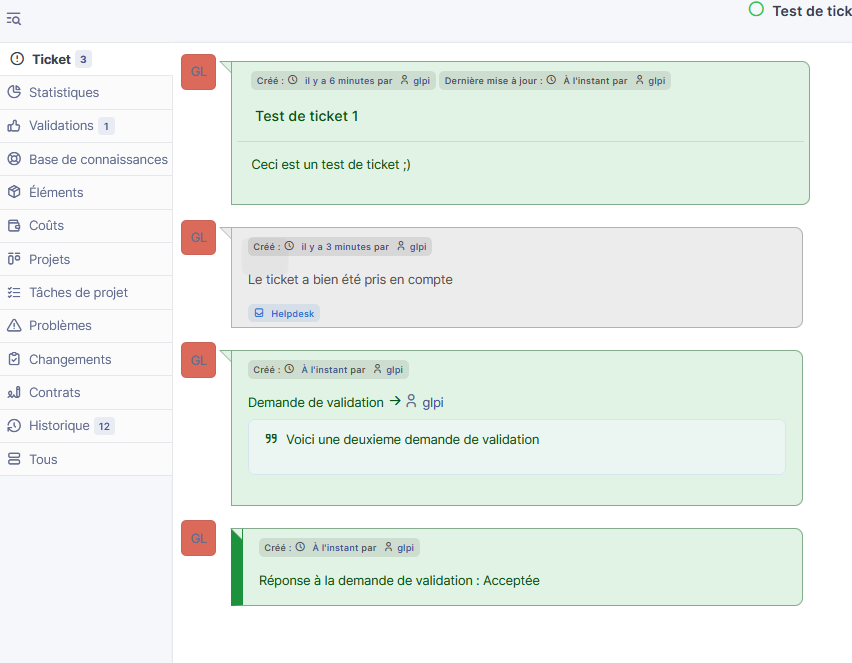 Test de tick
Ticket 3
Statistiques
Validations 1
Base de connaissances
Éléments
Coûts
Projets
Tâches de projet
Problèmes
Changements
Contrats
Historique 12
Tous
GL
Créé : il y a 6 minutes par glpi Dernière mise à jour : À l'instant par glpi
Test de ticket 1
Ceci est un test de ticket ;)
GL
Créé : il y a 3 minutes par glpi
Le ticket a bien été pris en compte
Helpdesk
GL
Créé : À l'instant par glpi
Demande de validation → glpi
Voici une deuxieme demande de validation
GL
Créé : À l'instant par glpi
Réponse à la demande de validation : Acceptée